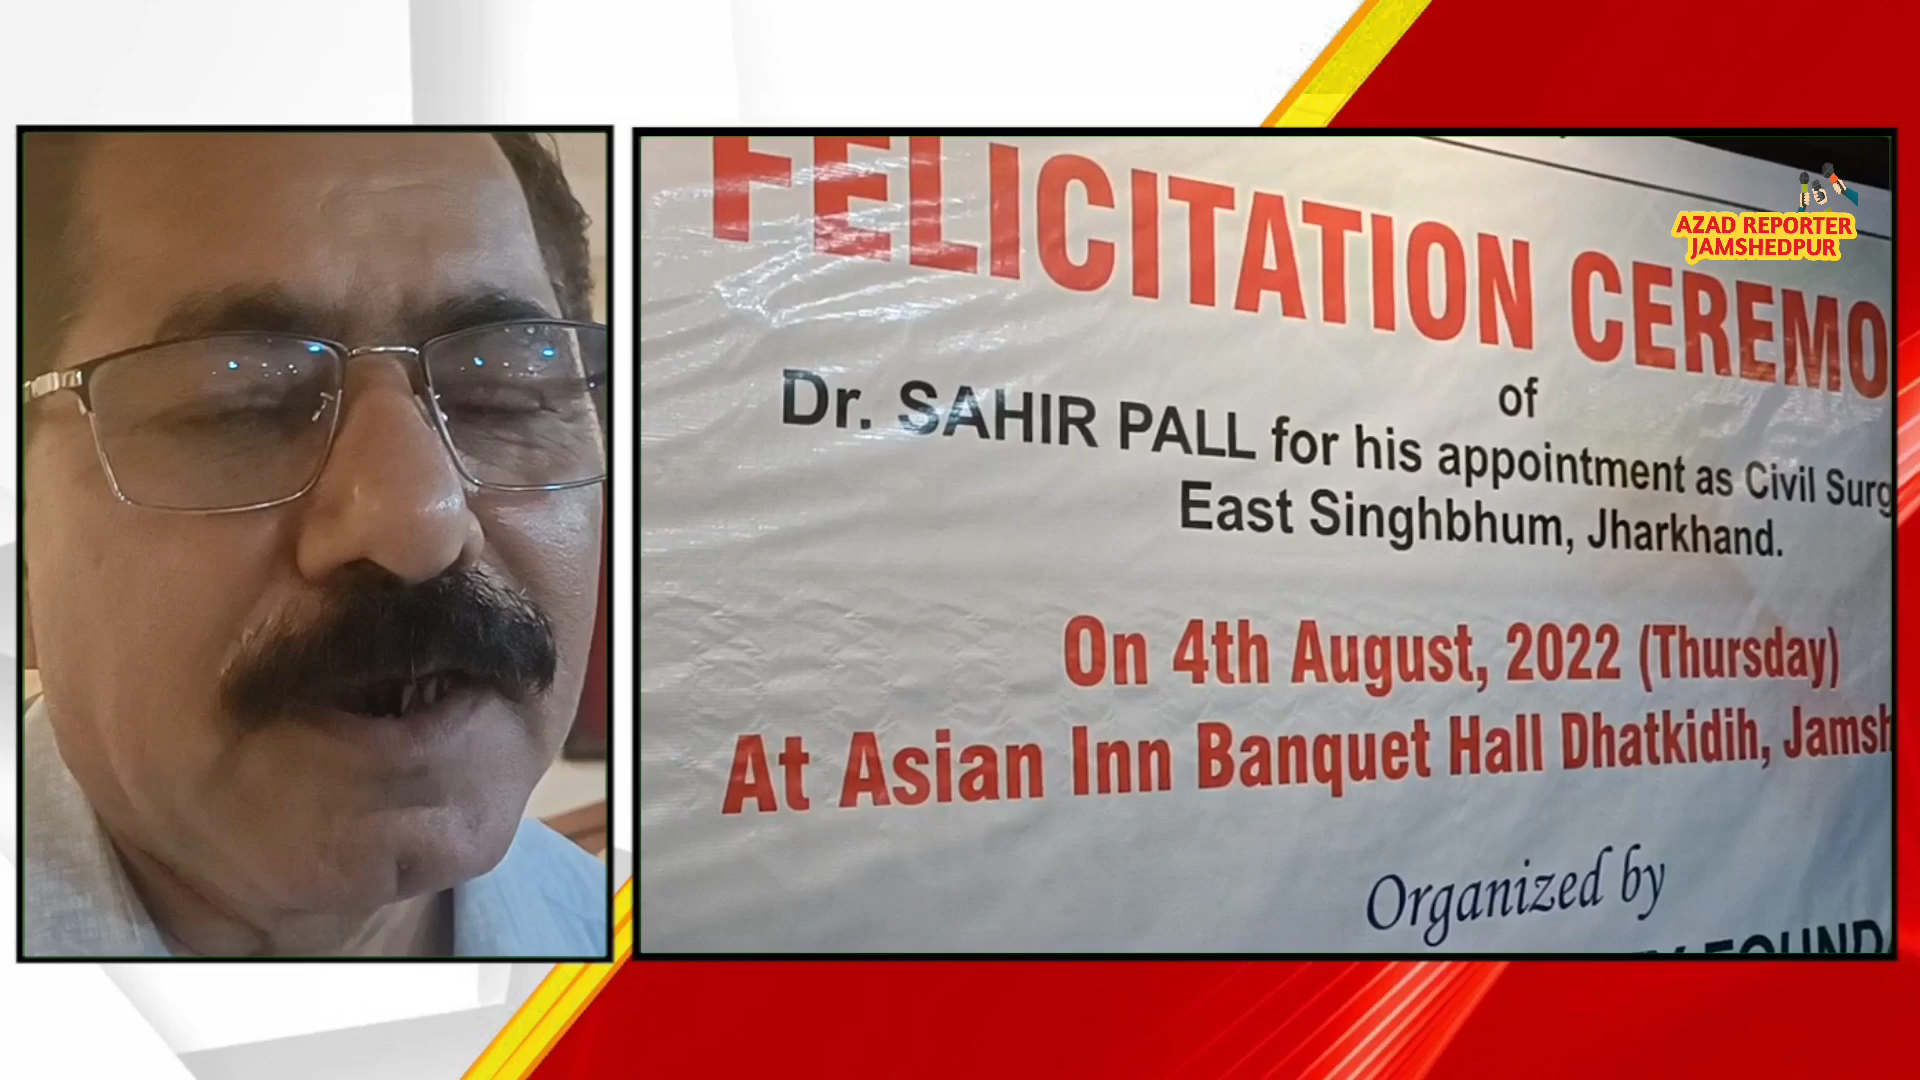 FELICITATION CEREMO
of
Dr. SAHIR PALL for his appointment as Civil Surg
East Singhbhum, Jharkhand.
On 4th August, 2022 (Thursday)
At Asian Inn Banquet Hall Dhatkidih, Jamsh
Organized by
AZAD REPORTER
JAMSHEDPUR